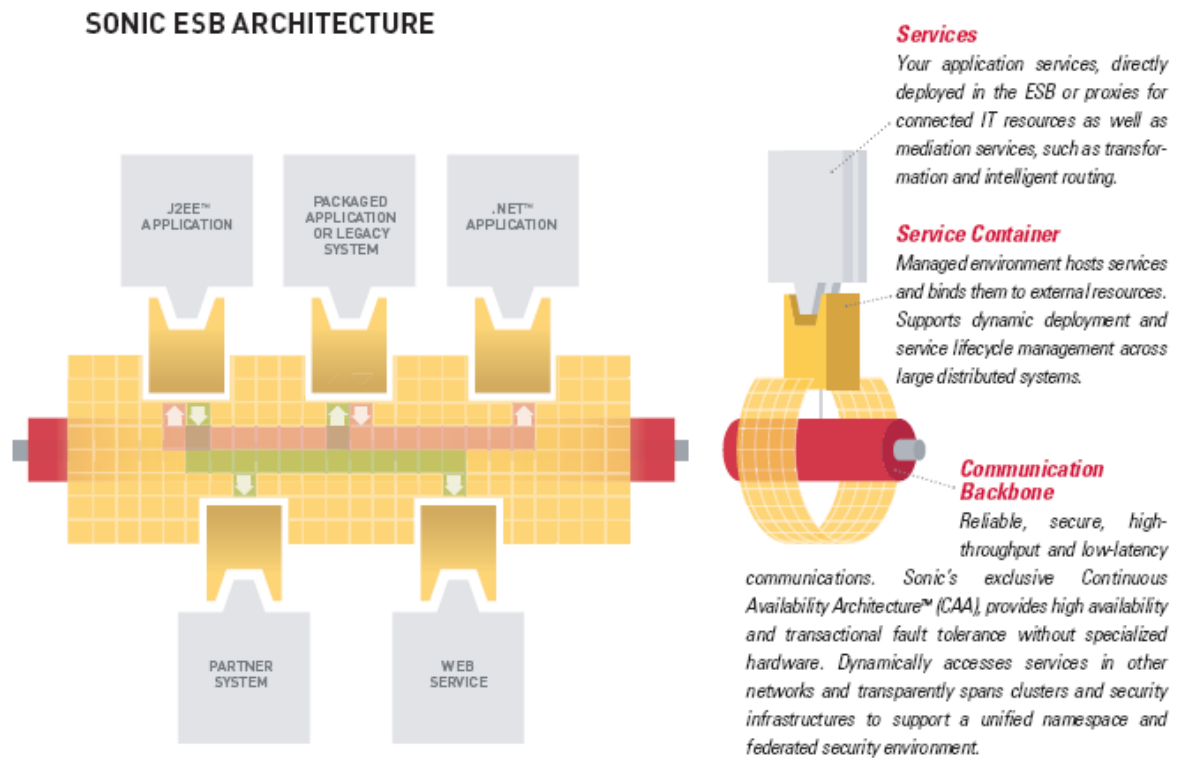 SONIC ESB ARCHITECTURE
J2EE™
APPLICATION
PACKAGED
APPLICATION
OR LEGACY
SYSTEM
.NET™
APPLICATION
PARTNER
SYSTEM
WEB
SERVICE
Services
Your application services, directly
deployed in the ESB or proxies for
connected IT resources as well as
mediation services, such as transfor-
mation and intelligent routing.
Service Container
Managed environment hosts services
and binds them to external resources.
Supports dynamic deployment and
service lifecycle management across
large distributed systems.
Communication
Backbone
Reliable, secure, high-
throughput and low-latency
communications. Sonic's exclusive Continuous
Availability Architecture™ (CAA), provides high availability
and transactional fault tolerance without specialized
hardware. Dynamically accesses services in other
networks and transparently spans clusters and security
infrastructures to support a unified namespace and
federated security environment.